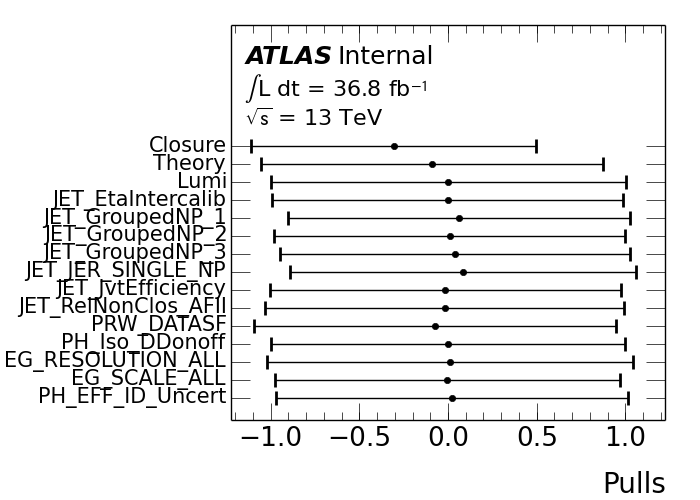 ATLAS Internal
∫L dt = 36.8 fb⁻¹
√s = 13 TeV
Closure
Theory
Lumi
JET_EtaIntercalib
JET_GroupedNP_1
JET_GroupedNP_2
JET_GroupedNP_3
JET_JER_SINGLE_NP
JET_JvtEfficiency
JET_RelNonClos_AFII
PRW_DATASF
PH_Iso_DDonoff
EG_RESOLUTION_ALL
EG_SCALE_ALL
PH_EFF_ID_Uncert
−1.0 −0.5 0.0 0.5 1.0
Pulls